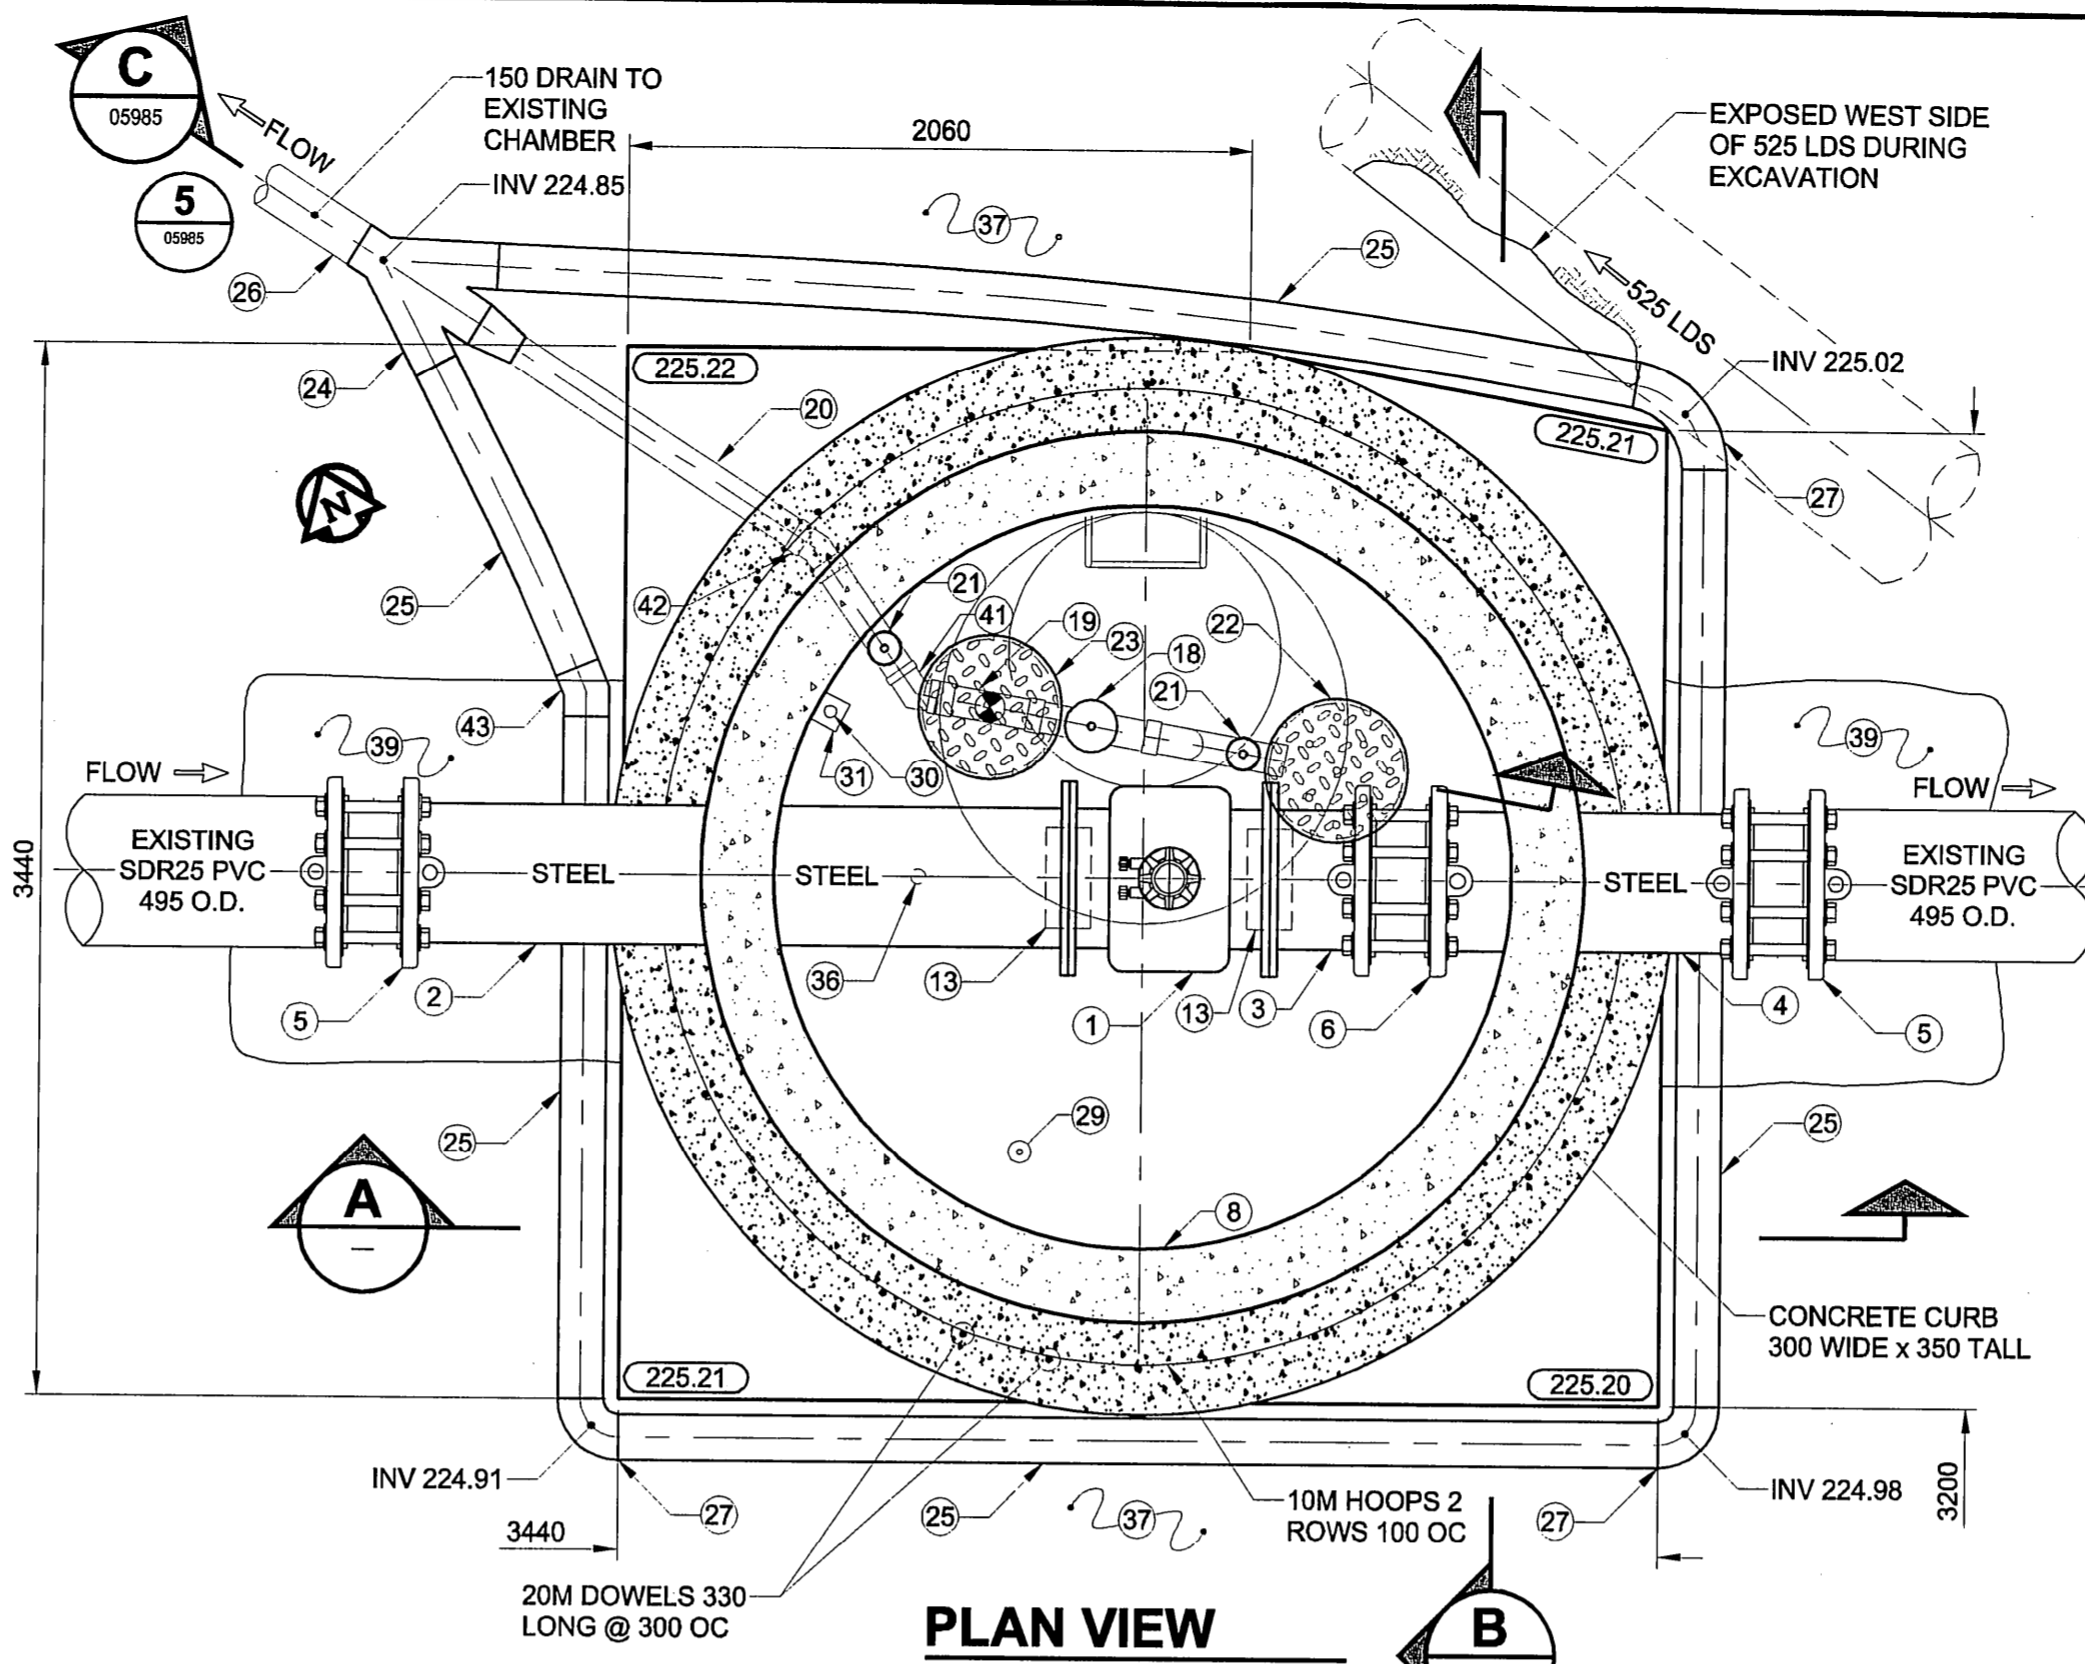 C
05985
FLOW
150 DRAIN TO
EXISTING
CHAMBER
INV 224.85
5
05985
26
2060
37
25
EXPOSED WEST SIDE
OF 525 LDS DURING
EXCAVATION
525 LDS
INV 225.02
225.22
225.21
24
20
27
N
25
42
21
41
19
23
18
22
21
43
39
31
30
39
FLOW
FLOW
3440
EXISTING
SDR25 PVC
495 O.D.
STEEL
STEEL
STEEL
EXISTING
SDR25 PVC
495 O.D.
36
13
5
2
1
13
3
6
4
5
29
25
25
A
–
8
CONCRETE CURB
300 WIDE x 350 TALL
225.21
225.20
INV 224.91
27
25
37
10M HOOPS 2
ROWS 100 OC
27
INV 224.98
3200
3440
20M DOWELS 330
LONG @ 300 OC
PLAN VIEW
B